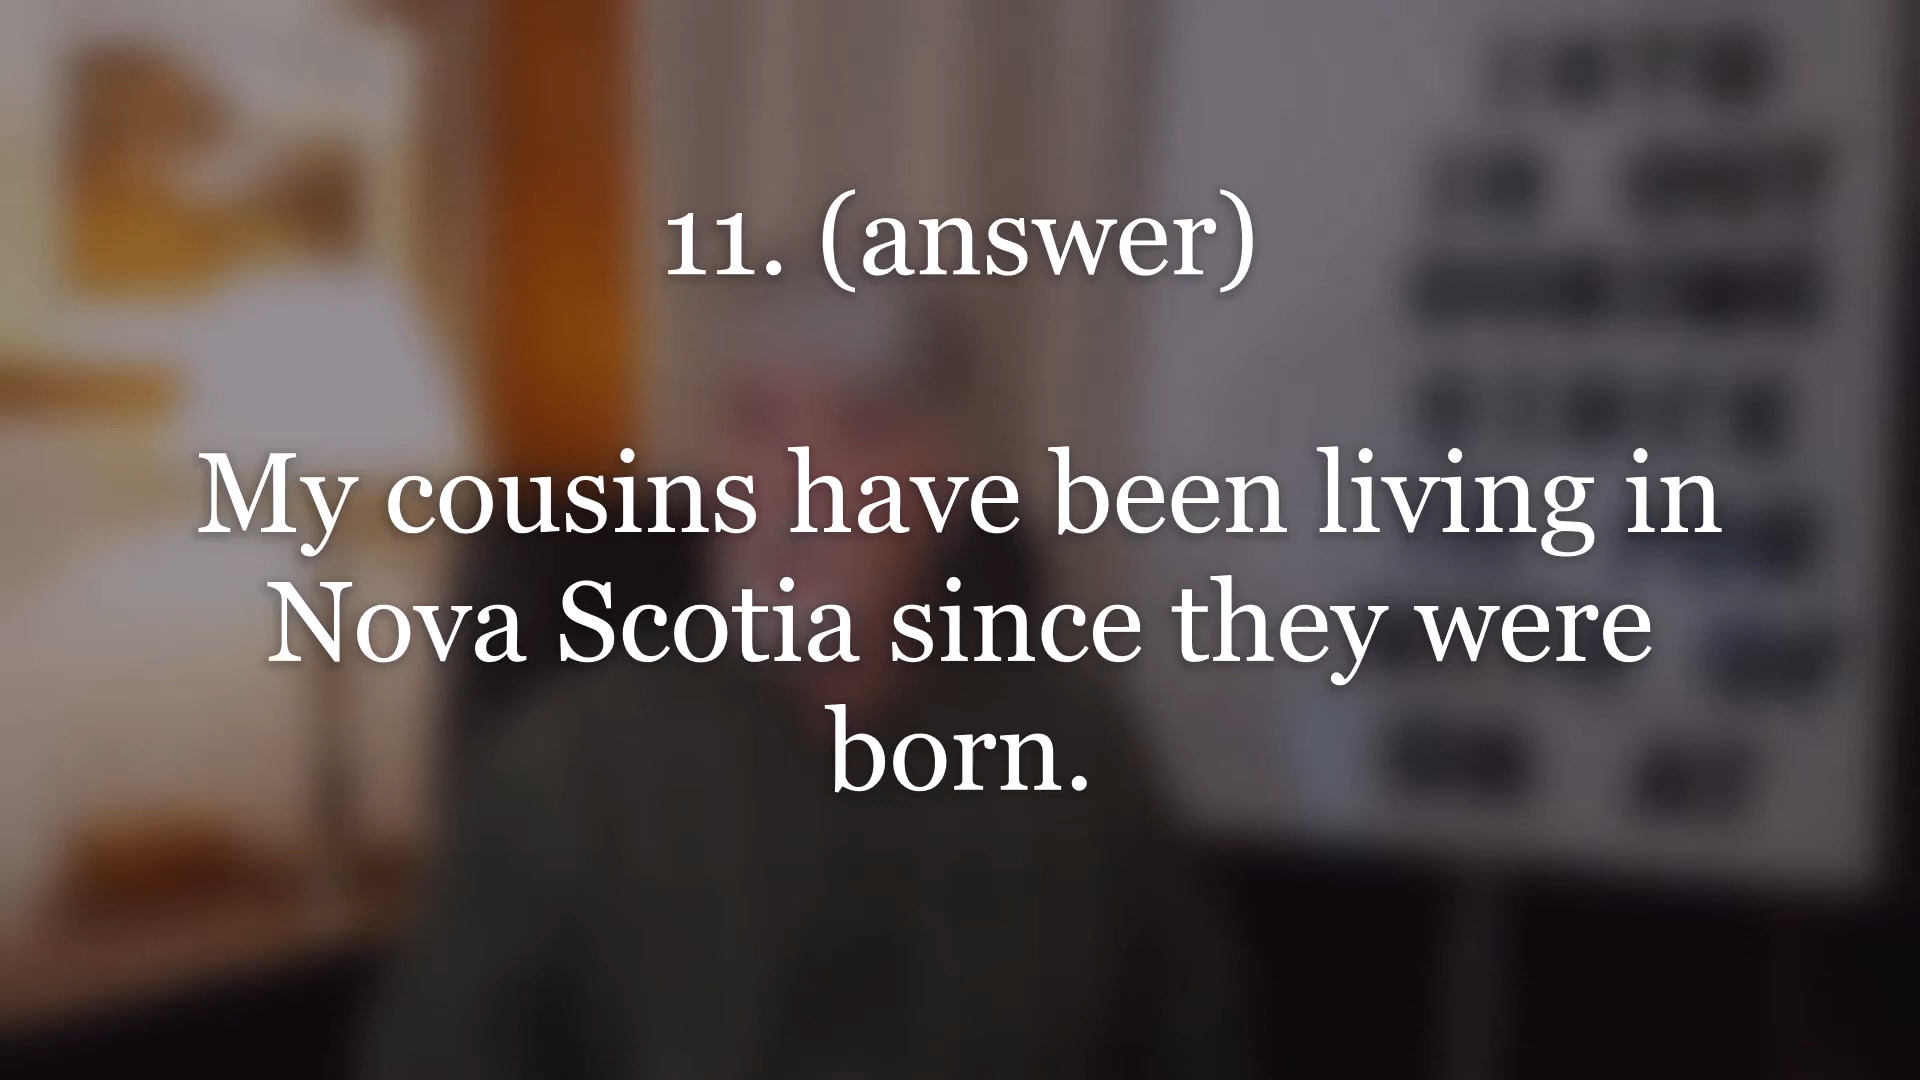 11. (answer)
My cousins have been living in
Nova Scotia since they were
born.